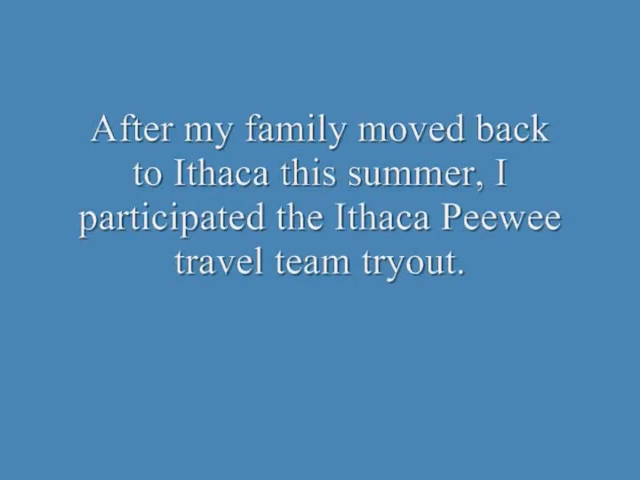 After my family moved back
to Ithaca this summer, I
participated the Ithaca Peewee
travel team tryout.